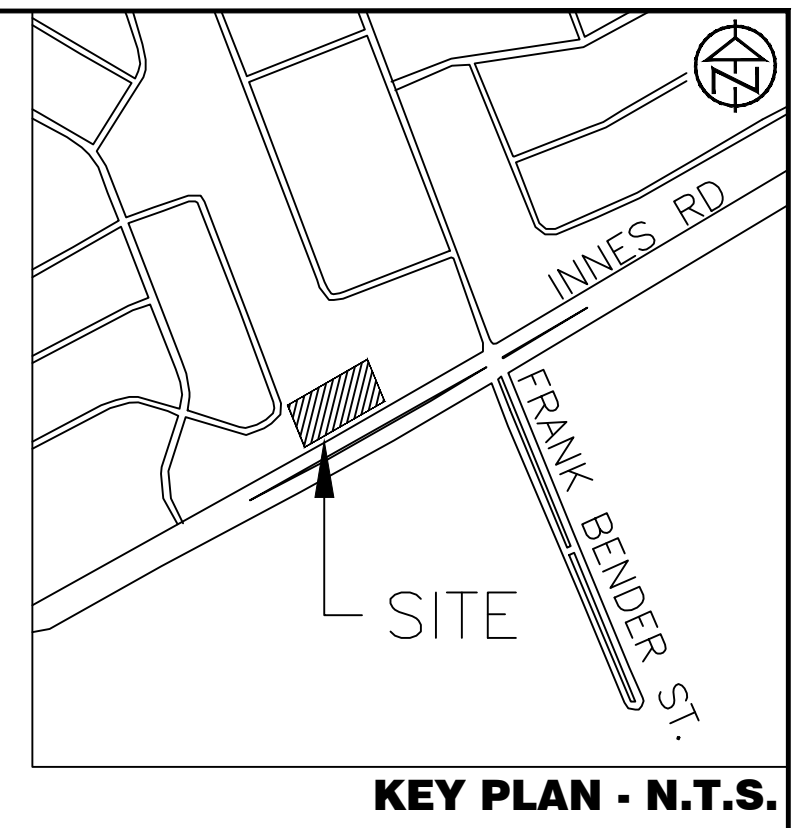 N
INNES RD
FRANK BENDER ST.
SITE
KEY PLAN - N.T.S.